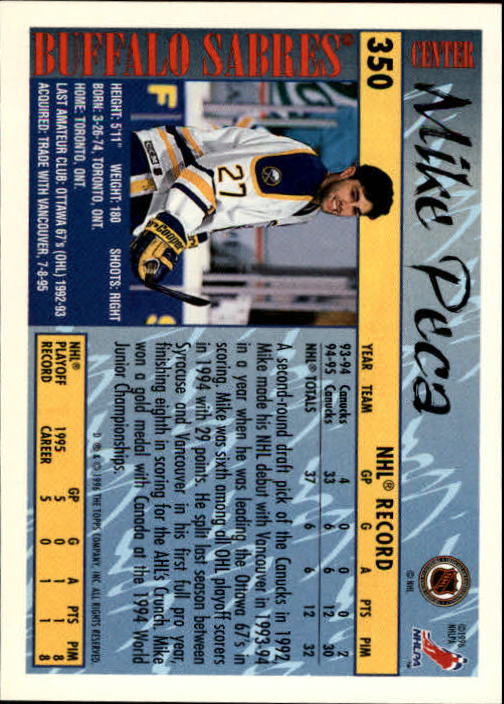 350
CENTER
Mike Peca
©NHL
©1996
NHLPA
NHLPA
BUFFALO SABRES®
27
Cooper
F
HEIGHT: 5'11" WEIGHT: 180 SHOOTS: RIGHT
BORN: 3-26-74, TORONTO, ONT.
HOME: TORONTO, ONT.
LAST AMATEUR CLUB: OTTAWA 67's (OHL) 1992-93
ACQUIRED: TRADE WITH VANCOUVER, 7-8-95
NHL® RECORD
YEAR TEAM GP G A PTS PIM
93-94 Canucks 4 0 0 0 2
94-95 Canucks 33 6 6 12 30
NHL® TOTALS 37 6 6 12 32
A second-round draft pick of the Canucks in 1992,
Mike made his NHL debut with Vancouver in 1993-94
in a year when he was leading the Ottawa 67's in
scoring. Mike was sixth among all OHL playoff scorers
in 1994 with 29 points. He split last season between
Syracuse and Vancouver in his first full pro year,
finishing eighth in scoring for the AHL's Crunch. Mike
won a gold medal with Canada at the 1994 World
Junior Championships.
© 1996 THE TOPPS COMPANY, INC. ALL RIGHTS RESERVED.
NHL® PLAYOFF RECORD GP G A PTS PIM
1995 5 0 1 1 8
CAREER 5 0 1 1 8